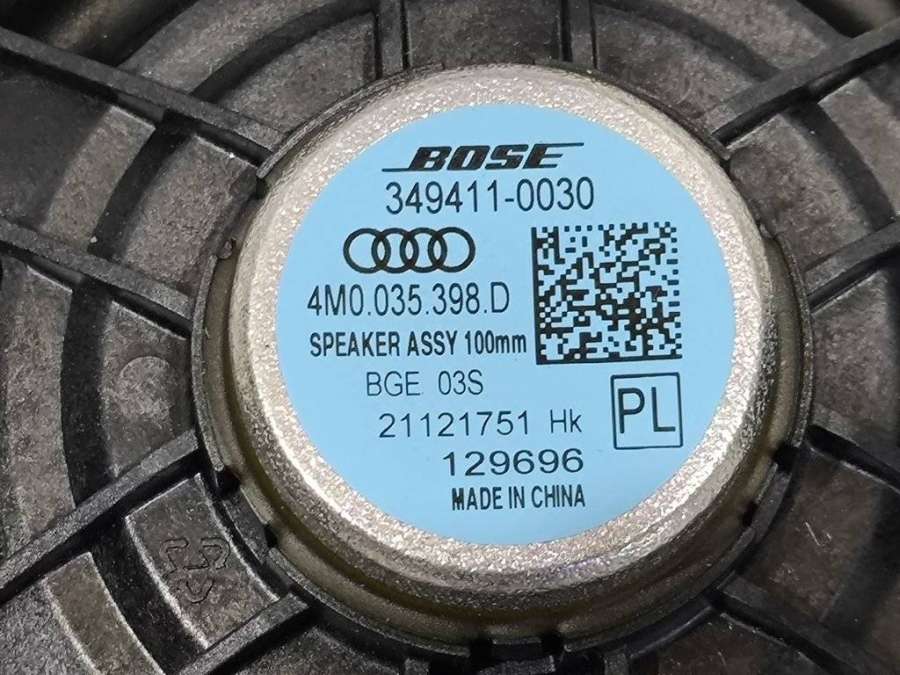 BOSE
349411-0030
4M0.035.398.D
SPEAKER ASSY 100mm
BGE 03S
21121751 Hk
PL
129696
MADE IN CHINA